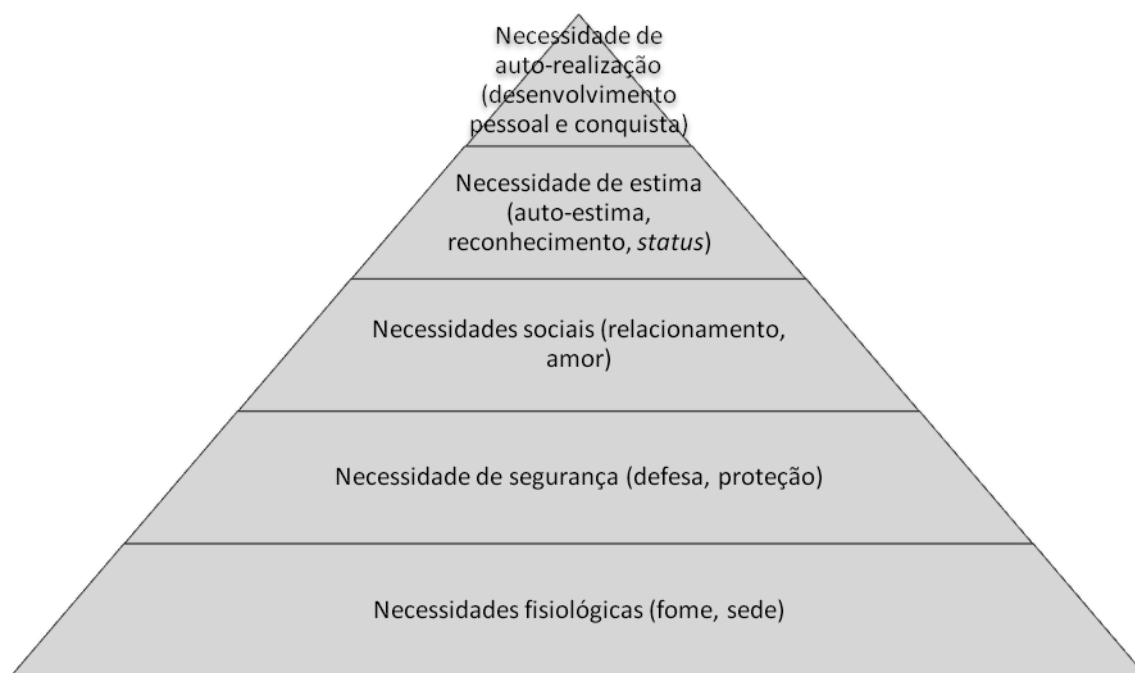 Necessidade de
auto-realização
(desenvolvimento
pessoal e conquista)
Necessidade de estima
(auto-estima,
reconhecimento, status)
Necessidades sociais (relacionamento,
amor)
Necessidade de segurança (defesa, proteção)
Necessidades fisiológicas (fome, sede)